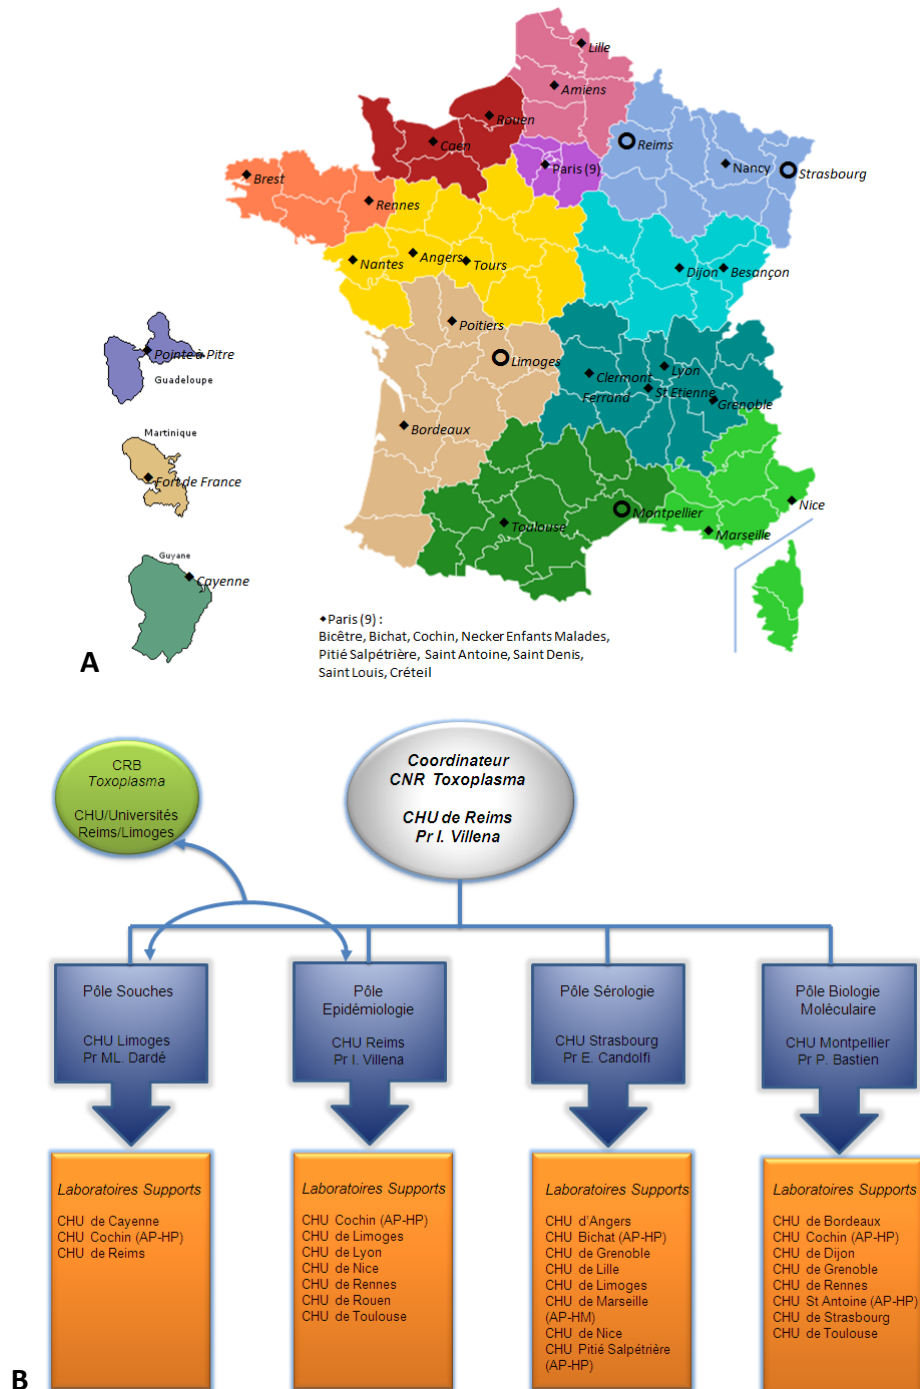 Lille
Amiens
Rouen
Caen
Reims
Paris (9)
Nancy
Strasbourg
Brest
Rennes
Nantes
Angers
Tours
Dijon
Besançon
Poitiers
Pointe à Pitre
Guadeloupe
Limoges
Clermont
Ferrand
Lyon
St Etienne
Grenoble
Martinique
Bordeaux
Fort de France
Nice
Montpellier
Toulouse
Marseille
Guyane
Cayenne
Paris (9) :
Bicêtre, Bichat, Cochin, Necker Enfants Malades,
Pitié Salpétrière, Saint Antoine, Saint Denis,
Saint Louis, Créteil
A
CRB
Toxoplasma
CHU/Universités
Reims/Limoges
Coordinateur
CNR Toxoplasma
CHU de Reims
Pr I. Villena
Pôle Souches
CHU Limoges
Pr ML. Dardé
Pôle
Epidémiologie
CHU Reims
Pr I. Villena
Pôle Sérologie
CHU Strasbourg
Pr E. Candolfi
Pôle Biologie
Moléculaire
CHU Montpellier
Pr P. Bastien
Laboratoires Supports
CHU de Cayenne
CHU Cochin (AP-HP)
CHU de Reims
Laboratoires Supports
CHU Cochin (AP-HP)
CHU de Limoges
CHU de Lyon
CHU de Nice
CHU de Rennes
CHU de Rouen
CHU de Toulouse
Laboratoires Supports
CHU d'Angers
CHU Bichat (AP-HP)
CHU de Grenoble
CHU de Lille
CHU de Limoges
CHU de Marseille
(AP-HM)
CHU de Nice
CHU Pitié Salpétrière
(AP-HP)
Laboratoires Supports
CHU de Bordeaux
CHU Cochin (AP-HP)
CHU de Dijon
CHU de Grenoble
CHU de Rennes
CHU St Antoine (AP-HP)
CHU de Strasbourg
CHU de Toulouse
B